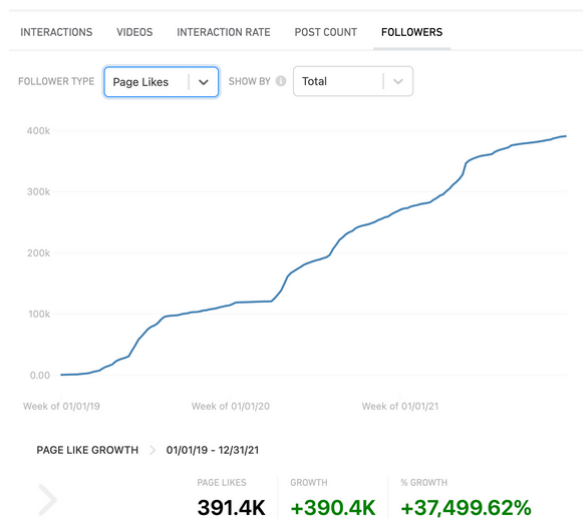 INTERACTIONS VIDEOS INTERACTION RATE POST COUNT FOLLOWERS
FOLLOWER TYPE Page Likes SHOW BY Total
400k
300k
200k
100k
0.00
Week of 01/01/19 Week of 01/01/20 Week of 01/01/21
PAGE LIKE GROWTH 01/01/19 - 12/31/21
PAGE LIKES GROWTH % GROWTH
391.4K +390.4K +37,499.62%